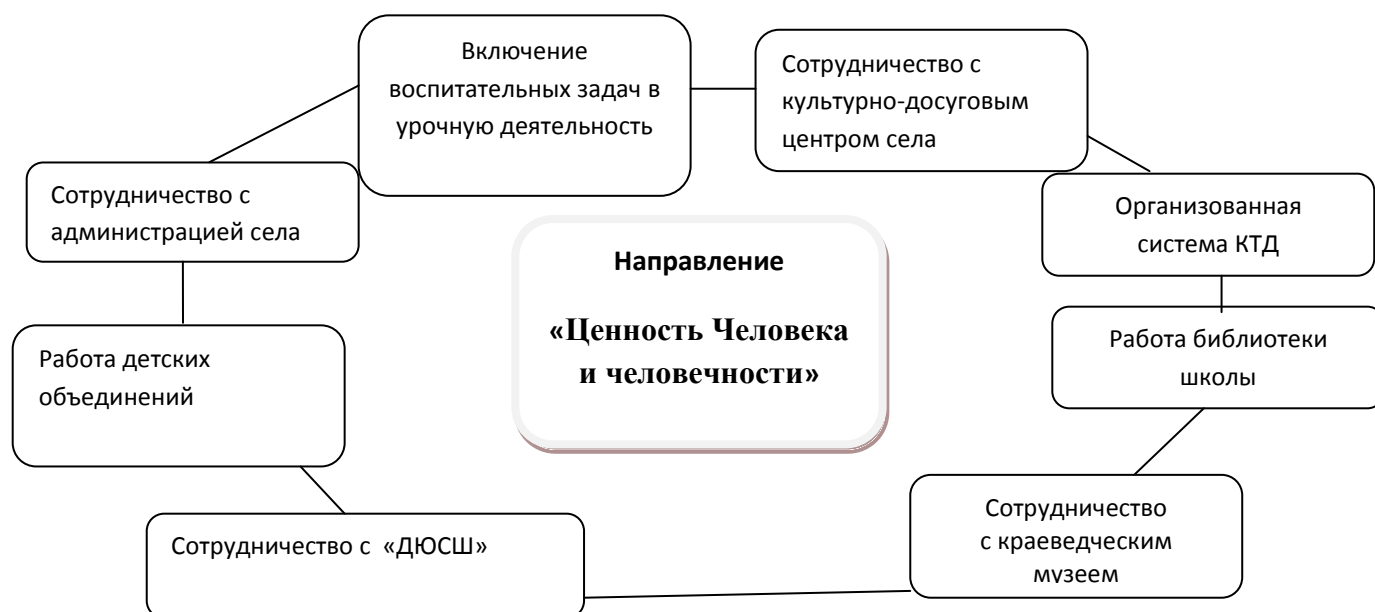 Включение
воспитательных задач в
урочную деятельность
Сотрудничество с
культурно-досуговым
центром села
Сотрудничество с
администрацией села
Организованная
система КТД
Направление
«Ценность Человека
и человечности»
Работа детских
объединений
Работа библиотеки
школы
Сотрудничество с «ДЮСШ»
Сотрудничество
с краеведческим
музеем